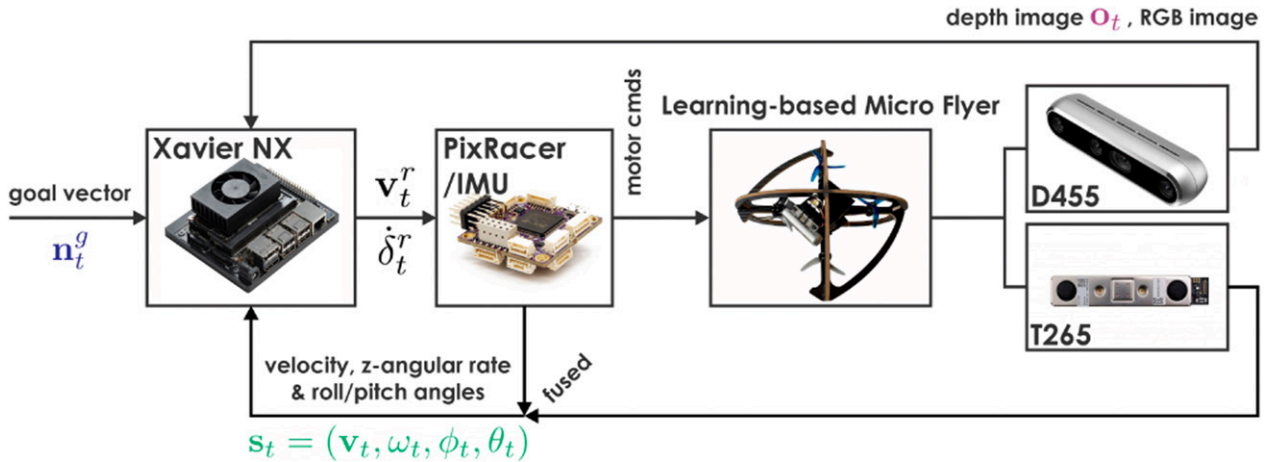 depth image o_t , RGB image
Xavier NX
PixRacer
/IMU
motor cmds
Learning-based Micro Flyer
D455
goal vector
n_t^g
v_t^r
δ̇_t^r
T265
velocity, z-angular rate
& roll/pitch angles
fused
s_t = (v_t, ω_t, ϕ_t, θ_t)